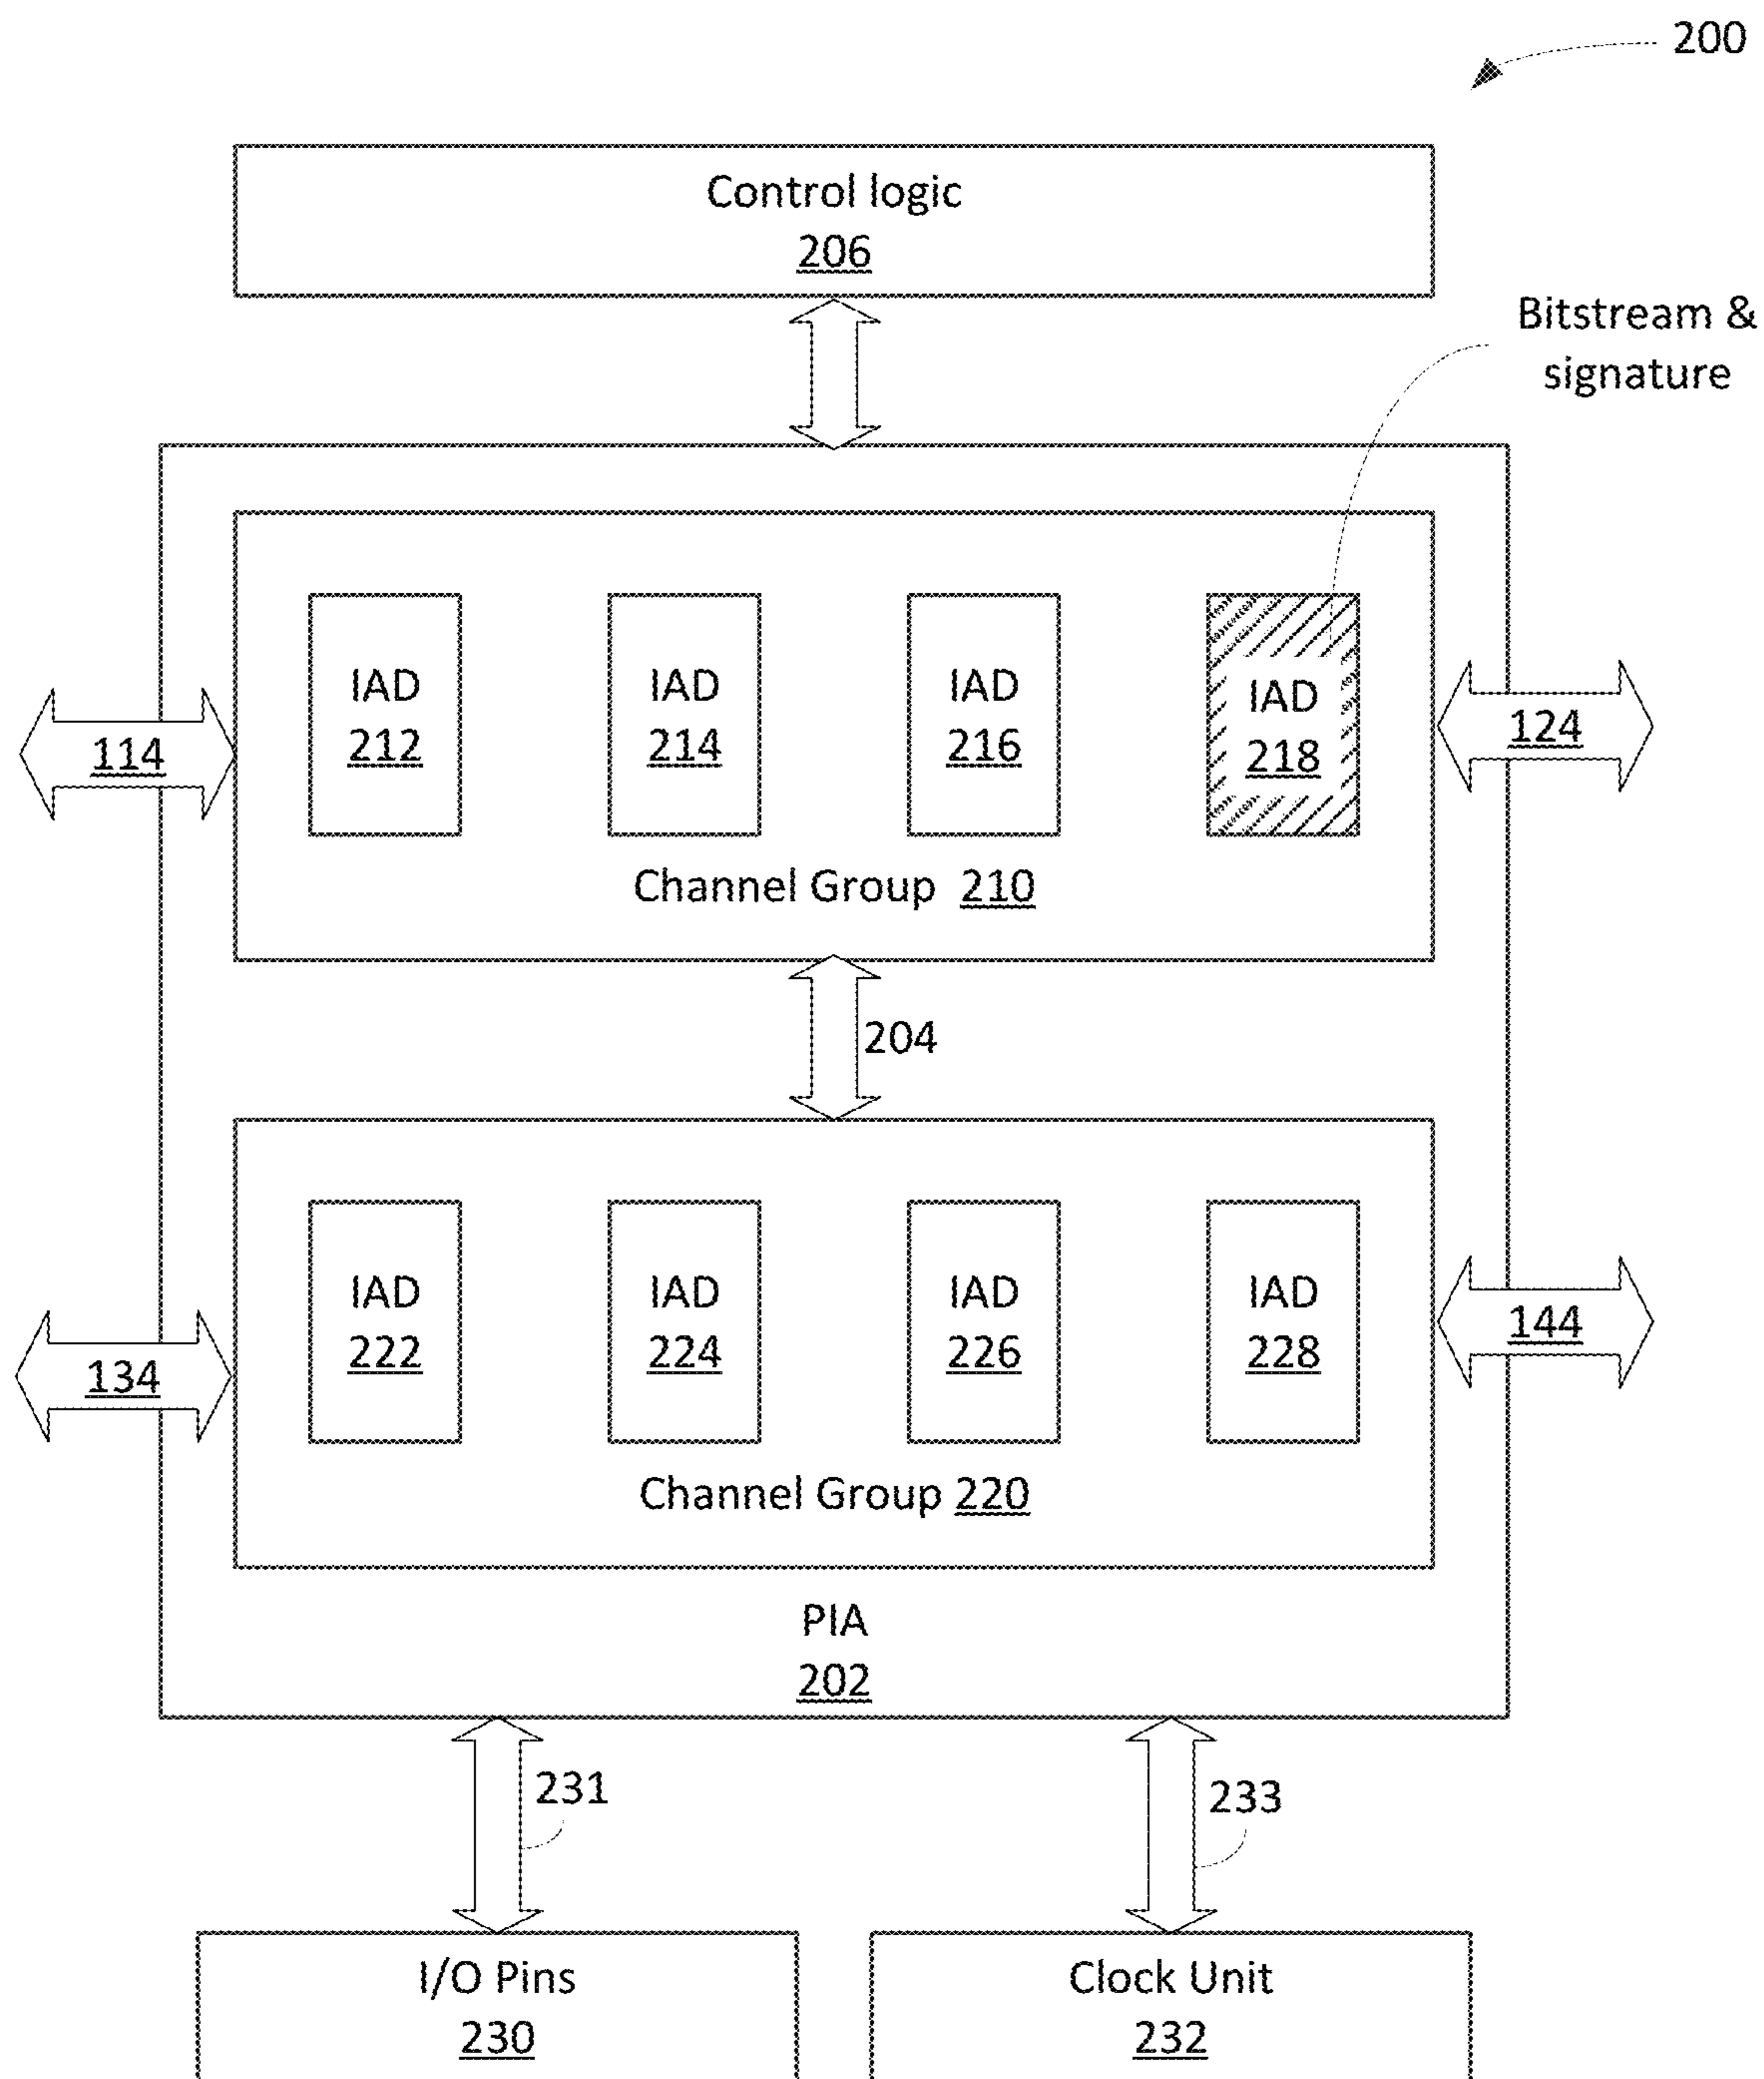 200
Control logic
206
Bitstream &
signature
IAD
212
IAD
214
IAD
216
IAD
218
114
124
Channel Group 210
204
IAD
222
IAD
224
IAD
226
IAD
228
134
144
Channel Group 220
PIA
202
231
233
I/O Pins
230
Clock Unit
232